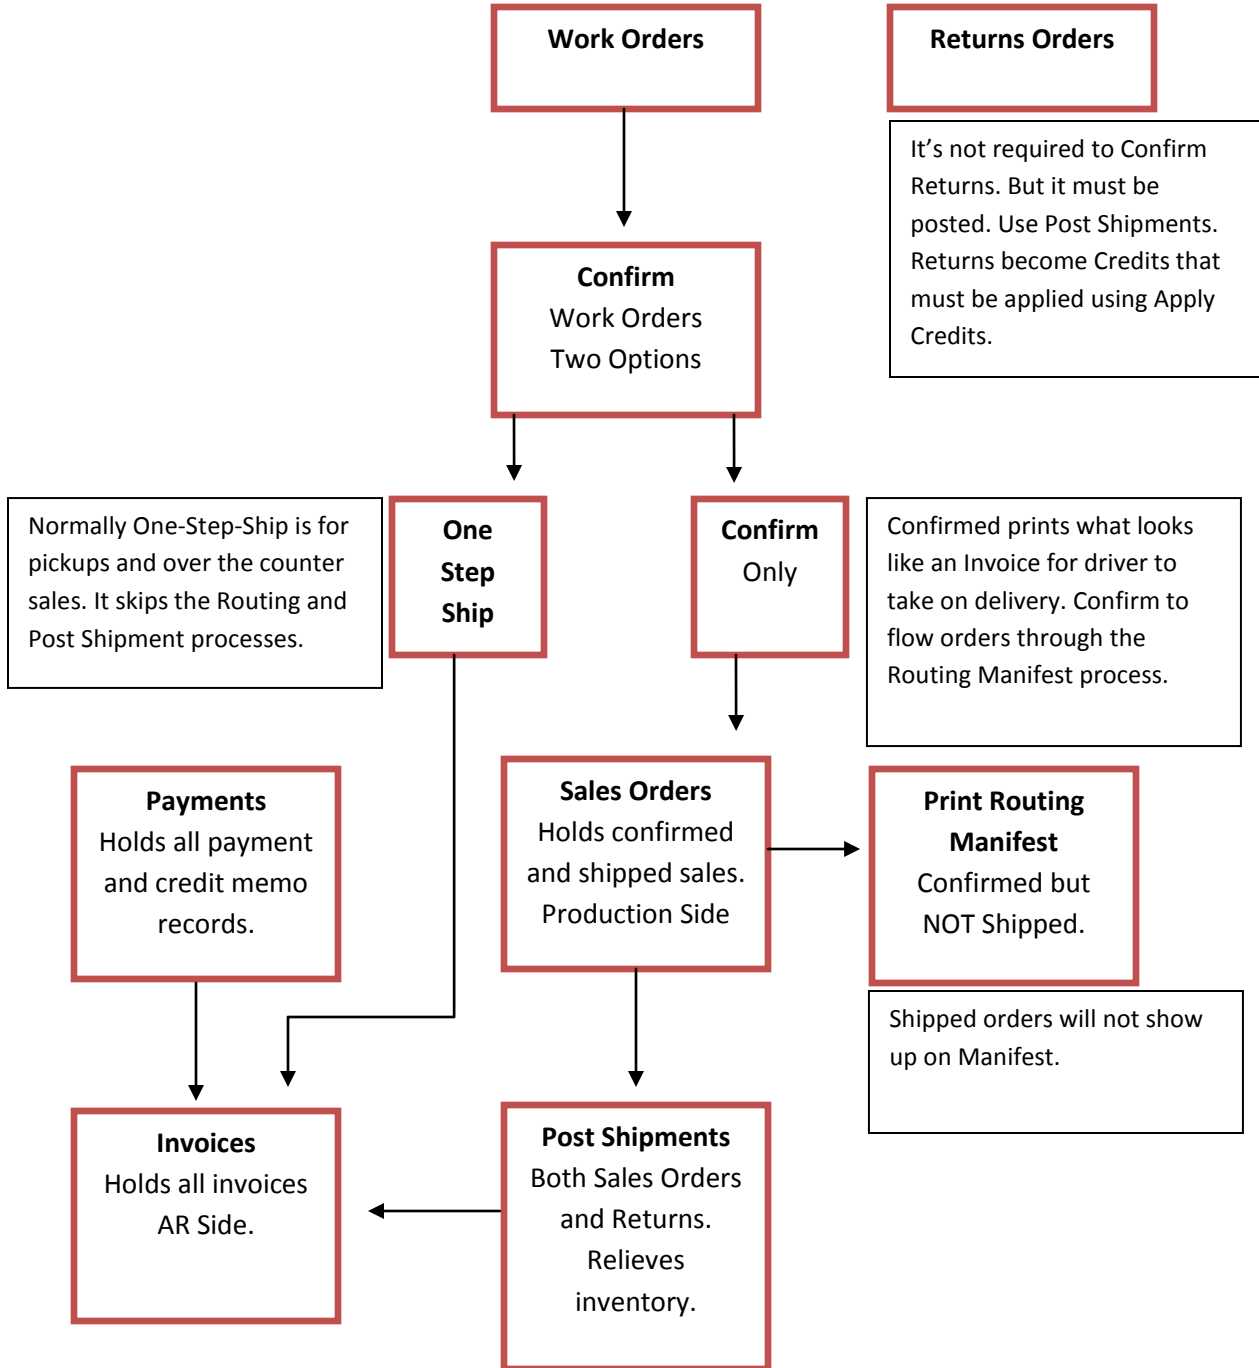 Work Orders
Returns Orders
It’s not required to Confirm
Returns. But it must be
posted. Use Post Shipments.
Returns become Credits that
must be applied using Apply
Credits.
Confirm
Work Orders
Two Options
Normally One-Step-Ship is for
pickups and over the counter
sales. It skips the Routing and
Post Shipment processes.
One
Step
Ship
Confirm
Only
Confirmed prints what looks
like an Invoice for driver to
take on delivery. Confirm to
flow orders through the
Routing Manifest process.
Payments
Holds all payment
and credit memo
records.
Sales Orders
Holds confirmed
and shipped sales.
Production Side
Print Routing
Manifest
Confirmed but
NOT Shipped.
Shipped orders will not show
up on Manifest.
Invoices
Holds all invoices
AR Side.
Post Shipments
Both Sales Orders
and Returns.
Relieves
inventory.